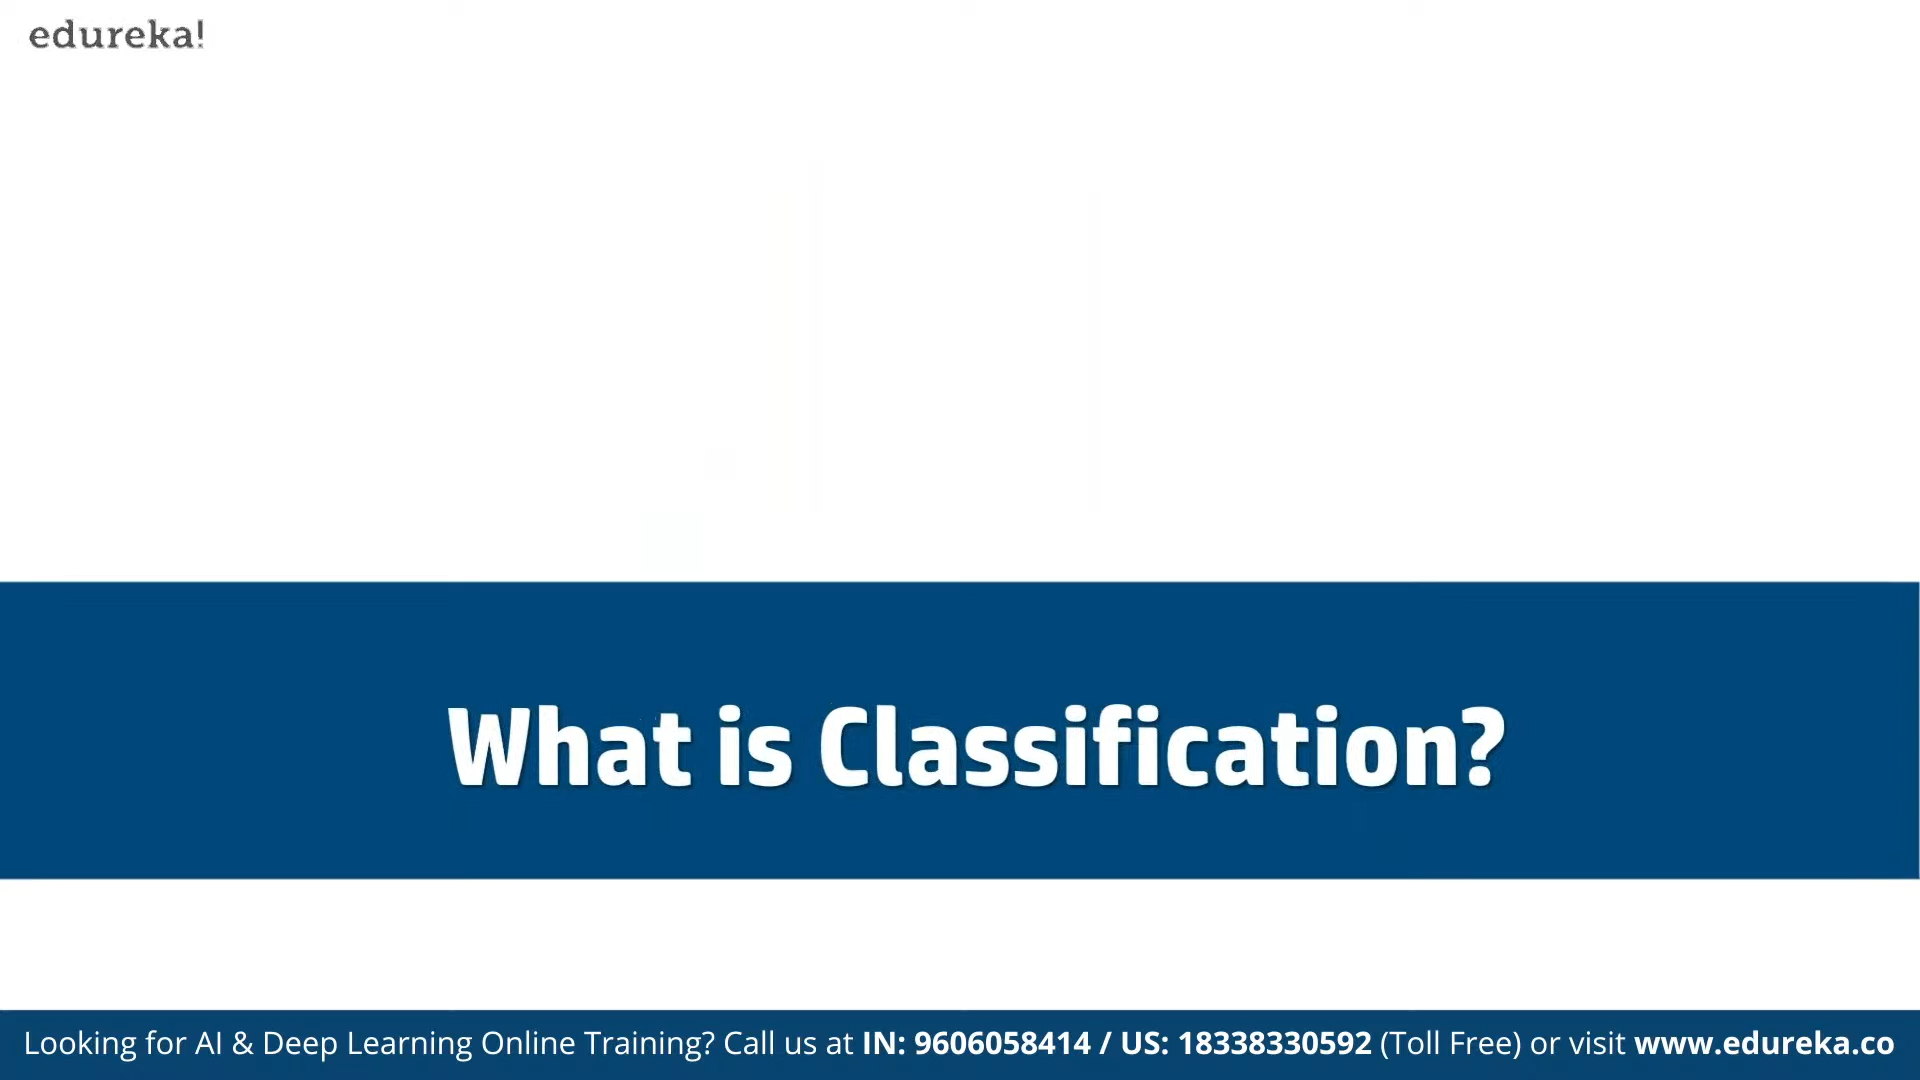 edureka!
What is Classification?
Looking for AI & Deep Learning Online Training? Call us at IN: 9606058414 / US: 18338330592 (Toll Free) or visit www.edureka.co